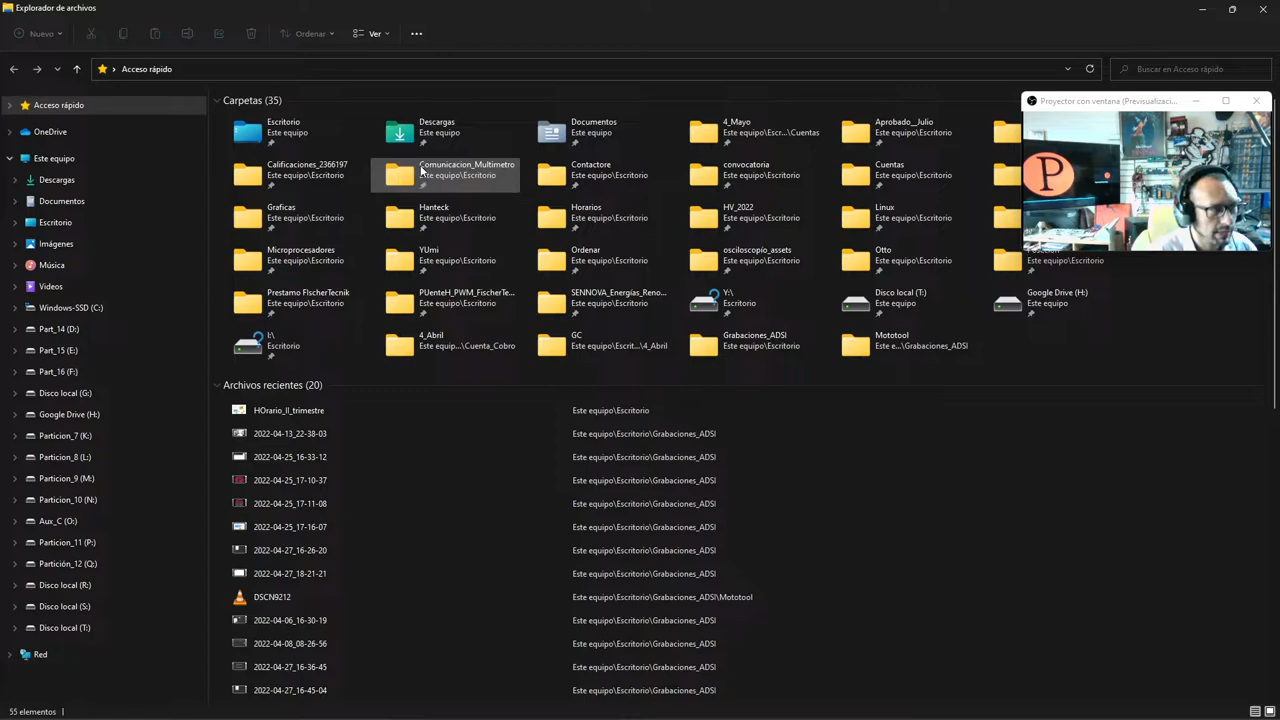 Explorador de archivos
Nuevo
Ordenar
Ver
Acceso rápido
Buscar en Acceso rápido
Acceso rápido
OneDrive
Este equipo
Descargas
Documentos
Escritorio
Imágenes
Música
Videos
Windows-SSD (C:)
Part_14 (D:)
Part_15 (E:)
Part_16 (F:)
Disco local (G:)
Google Drive (H:)
Particion_7 (K:)
Particion_8 (L:)
Particion_9 (M:)
Particion_10 (N:)
Aux_C (O:)
Particion_11 (P:)
Partición_12 (Q:)
Disco local (R:)
Disco local (S:)
Disco local (T:)
Red
Carpetas (35)
Escritorio
Este equipo
Descargas
Este equipo
Documentos
Este equipo
4_Mayo
Este equipo\Escr...\Cuentas
Aprobado__Julio
Este equipo\Escritorio
Calificaciones_2366197
Este equipo\Escritorio
Comunicacion_Multimetro
Este equipo\Escritorio
Contactore
Este equipo\Escritorio
convocatoria
Este equipo\Escritorio
Cuentas
Este equipo\Escritorio
Graficas
Este equipo\Escritorio
Hanteck
Este equipo\Escritorio
Horarios
Este equipo\Escritorio
HV_2022
Este equipo\Escritorio
Linux
Este equipo\Escritorio
Microprocesadores
Este equipo\Escritorio
YUmi
Este equipo\Escritorio
Ordenar
Este equipo\Escritorio
osciloscopío_assets
Este equipo\Escritorio
Otto
Este equipo\Escritorio
Este equipo\Escritorio
Prestamo FIscherTecnik
Este equipo\Escritorio
PUenteH_PWM_FischerTe...
Este equipo\Escritorio
SENNOVA_Energías_Reno...
Este equipo\Escritorio
Y:\
Escritorio
Disco local (T:)
Este equipo
Google Drive (H:)
Este equipo
I:\
Escritorio
4_Abril
Este equip...\Cuenta_Cobro
GC
Este equipo\Escrit...\4_Abril
Grabaciones_ADSI
Este equipo\Escritorio
Mototool
Este e...\Grabaciones_ADSI
Proyector con ventana (Previsualizaci...
P
Archivos recientes (20)
HOrario_II_trimestre Este equipo\Escritorio
2022-04-13_22-38-03 Este equipo\Escritorio\Grabaciones_ADSI
2022-04-25_16-33-12 Este equipo\Escritorio\Grabaciones_ADSI
2022-04-25_17-10-37 Este equipo\Escritorio\Grabaciones_ADSI
2022-04-25_17-11-08 Este equipo\Escritorio\Grabaciones_ADSI
2022-04-25_17-16-07 Este equipo\Escritorio\Grabaciones_ADSI
2022-04-27_16-26-20 Este equipo\Escritorio\Grabaciones_ADSI
2022-04-27_18-21-21 Este equipo\Escritorio\Grabaciones_ADSI
DSCN9212 Este equipo\Escritorio\Grabaciones_ADSI\Mototool
2022-04-06_16-30-19 Este equipo\Escritorio\Grabaciones_ADSI
2022-04-08_08-26-56 Este equipo\Escritorio\Grabaciones_ADSI
2022-04-27_16-36-45 Este equipo\Escritorio\Grabaciones_ADSI
2022-04-27_16-45-04 Este equipo\Escritorio\Grabaciones_ADSI
55 elementos